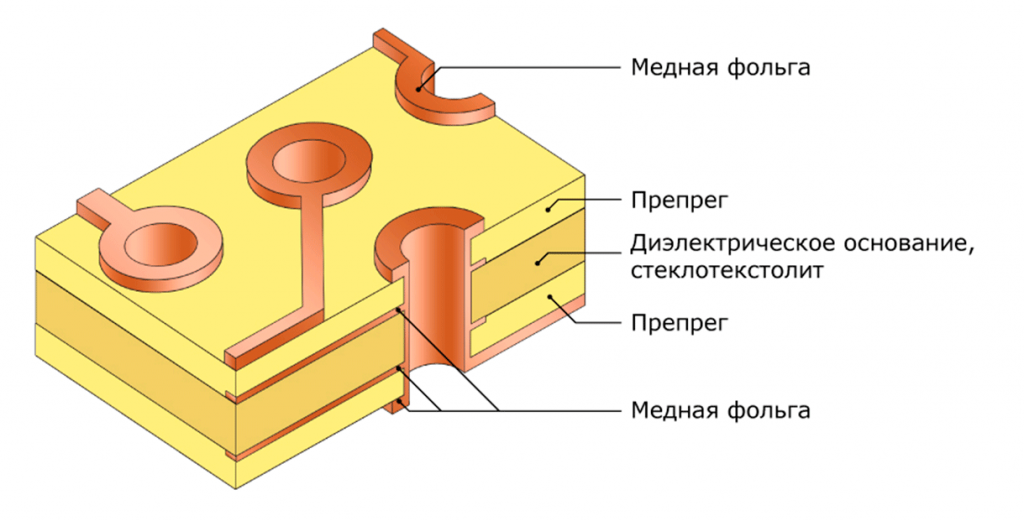 Медная фольга
Препрег
Диэлектрическое основание,
стеклотекстолит
Препрег
Медная фольга